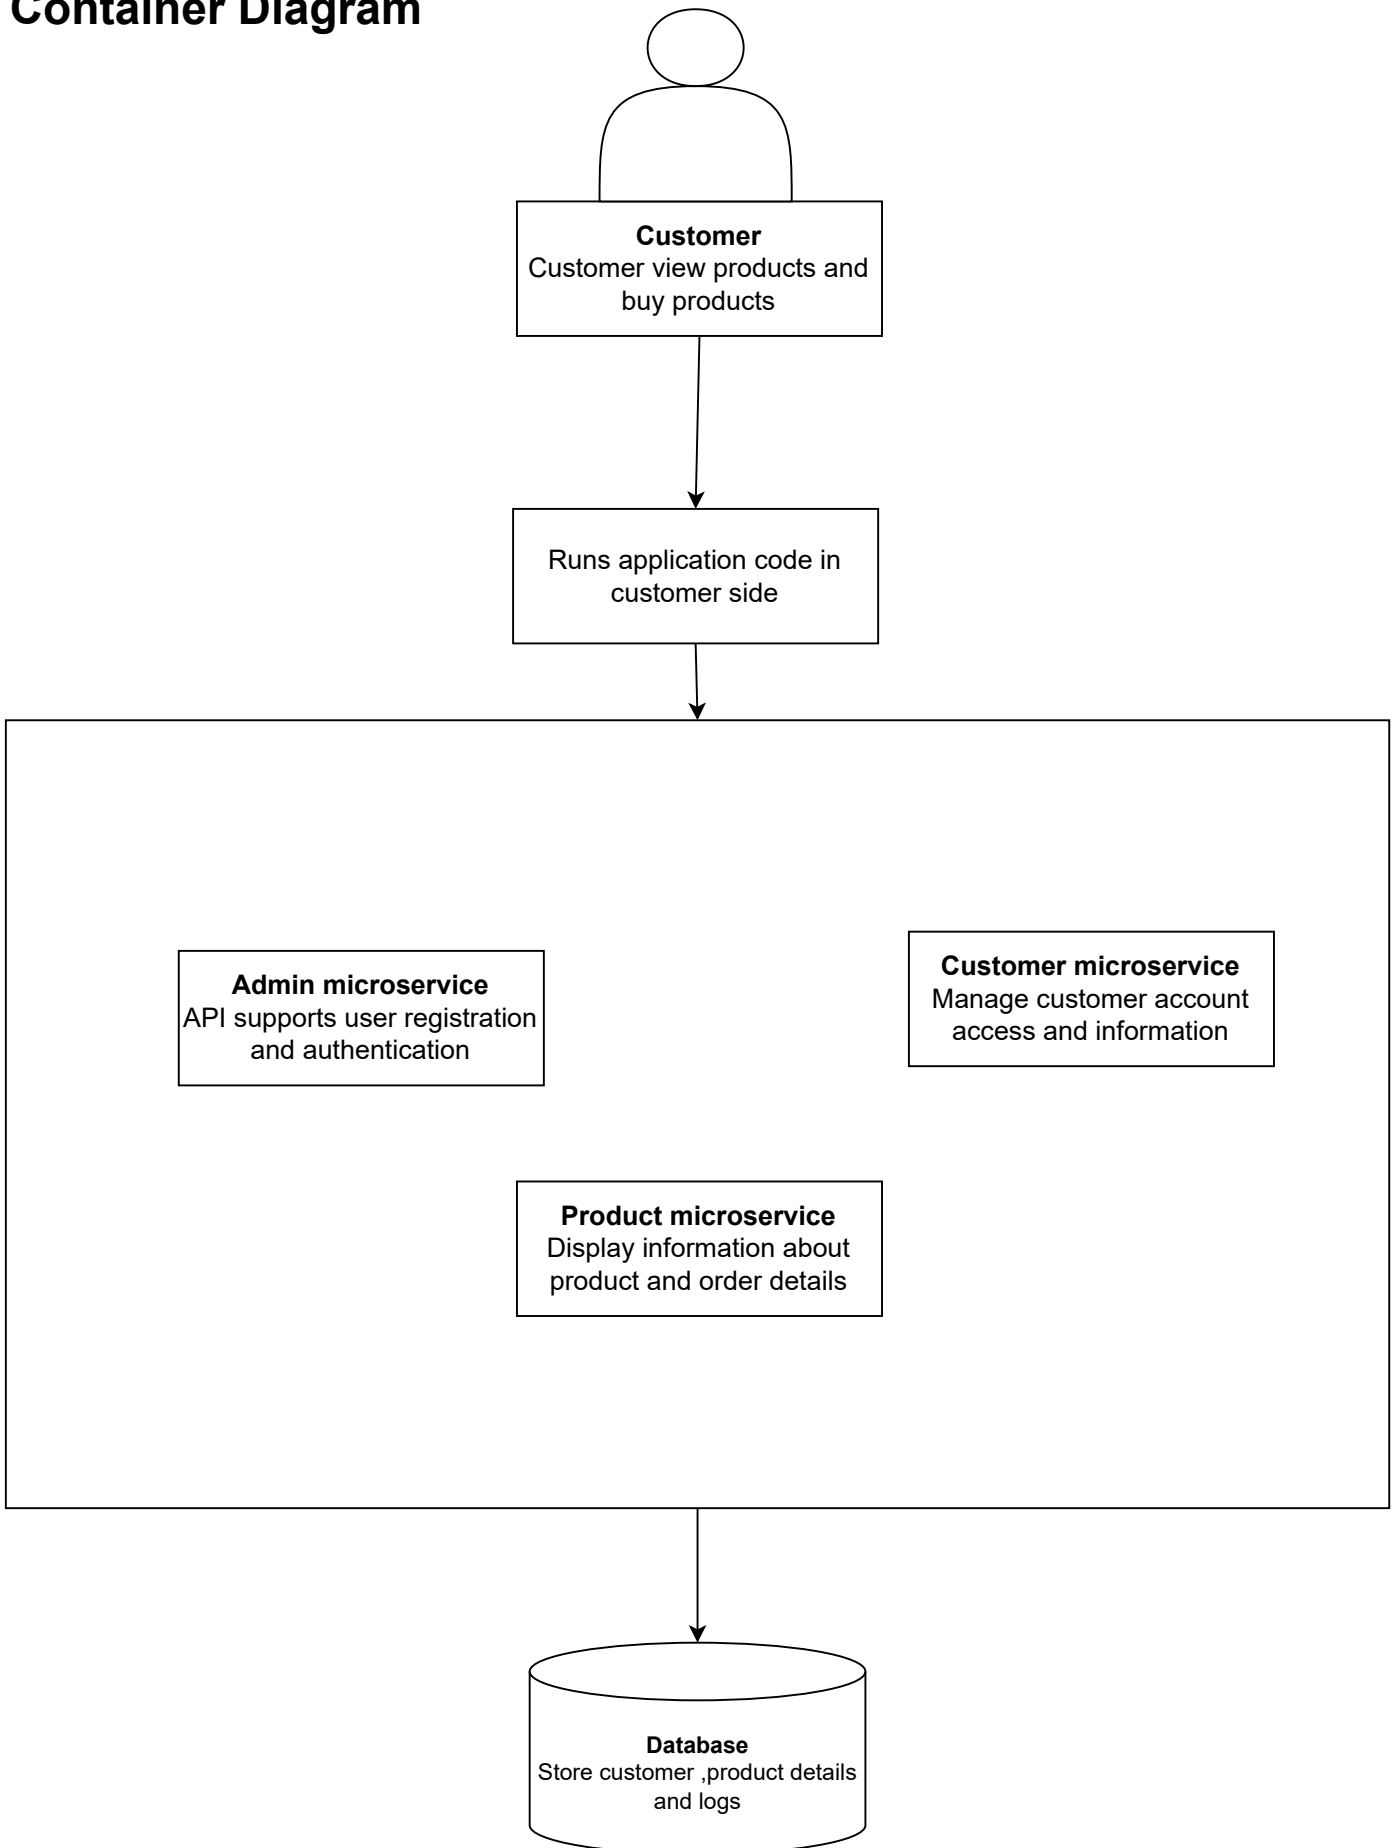 Container Diagram
Customer
Customer view products and
buy products
Runs application code in
customer side
Admin microservice
API supports user registration
and authentication
Customer microservice
Manage customer account
access and information
Product microservice
Display information about
product and order details
Database
Store customer ,product details
and logs